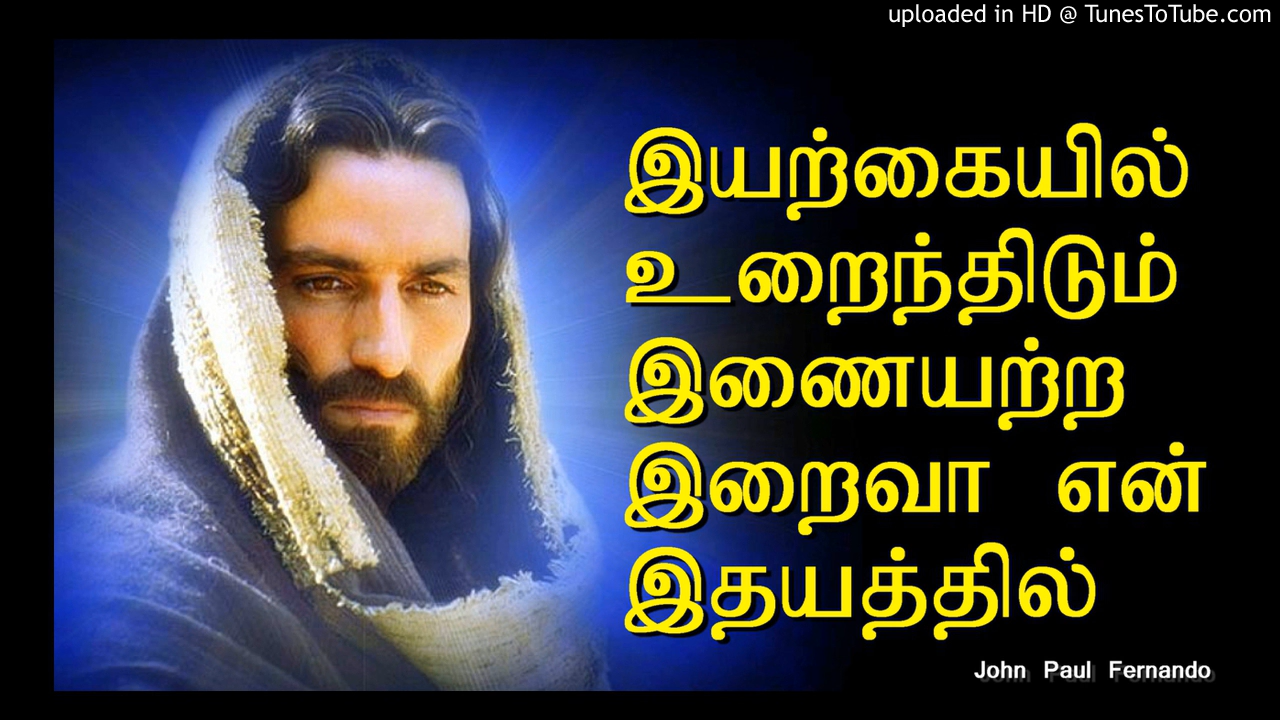 uploaded in HD @ TunesToTube.com
இயற்கையில்
உறைந்திடும்
இணையற்ற
இறைவா என்
இதயத்தில்
John Paul Fernando